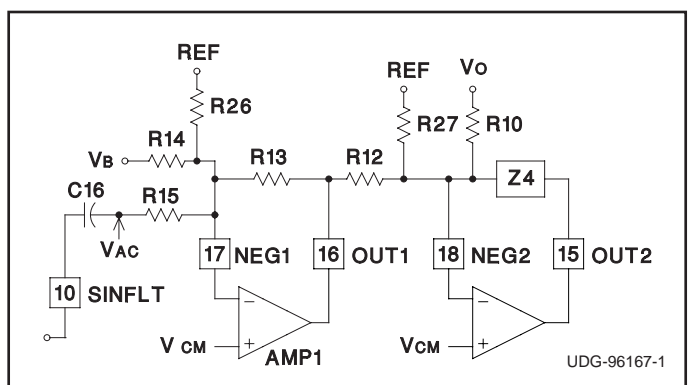 REF
R26
R14
VB
R13
C16
R15
VAC
17 NEG1
16 OUT1
10 SINFLT
VCM
AMP1
REF
VO
R27
R10
R12
Z4
18 NEG2
15 OUT2
VCM
− + − +
UDG-96167-1